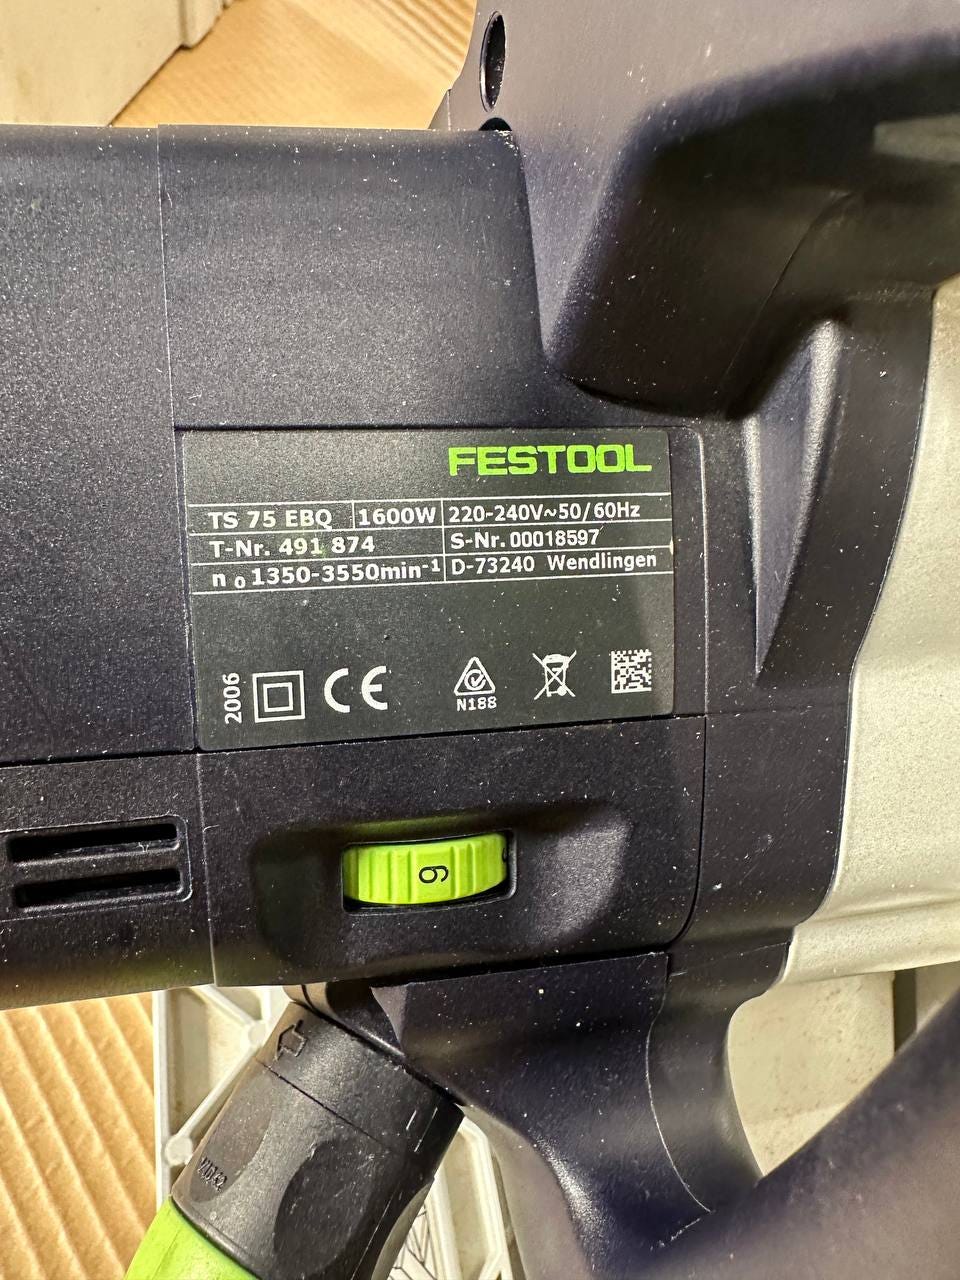 FESTOOL
TS 75 EBQ 1600W 220-240V~50/60Hz
T-Nr. 491 874 S-Nr. 00018597
n₀ 1350-3550min⁻¹ D-73240 Wendlingen
2006 CE
N188
6